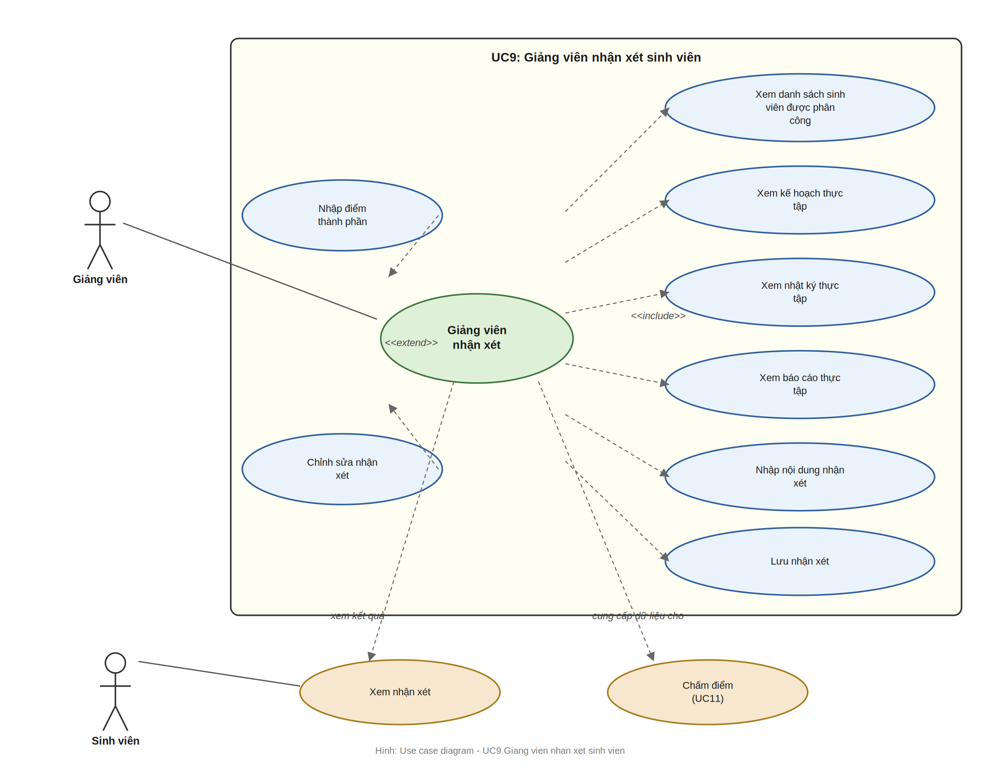 UC9: Giảng viên nhận xét sinh viên
Xem danh sách sinh
viên được phân
công
Xem kế hoạch thực
tập
Nhập điểm
thành phần
Giảng viên
Xem nhật ký thực
tập
<<include>>
Giảng viên
nhận xét
<<extend>>
Xem báo cáo thực
tập
Chỉnh sửa nhận
xét
Nhập nội dung nhận
xét
Lưu nhận xét
xem kết quả
cung cấp dữ liệu cho
Xem nhận xét
Chấm điểm
(UC11)
Sinh viên
Hinh: Use case diagram - UC9 Giang vien nhan xet sinh vien